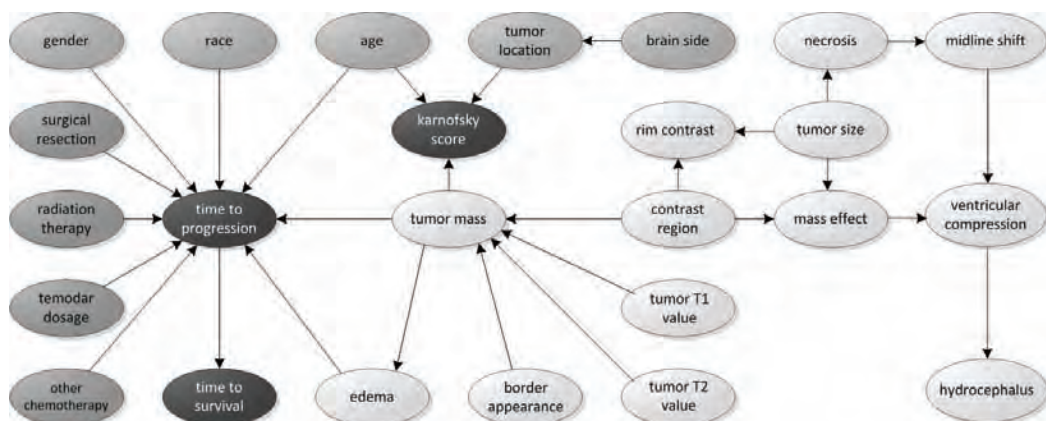 gender
race
age
tumor
location
brain side
necrosis
midline shift
surgical
resection
karnofsky
score
rim contrast
tumor size
radiation
therapy
time to
progression
tumor mass
contrast
region
mass effect
ventricular
compression
temodar
dosage
tumor T1
value
other
chemotherapy
time to
survival
edema
border
appearance
tumor T2
value
hydrocephalus